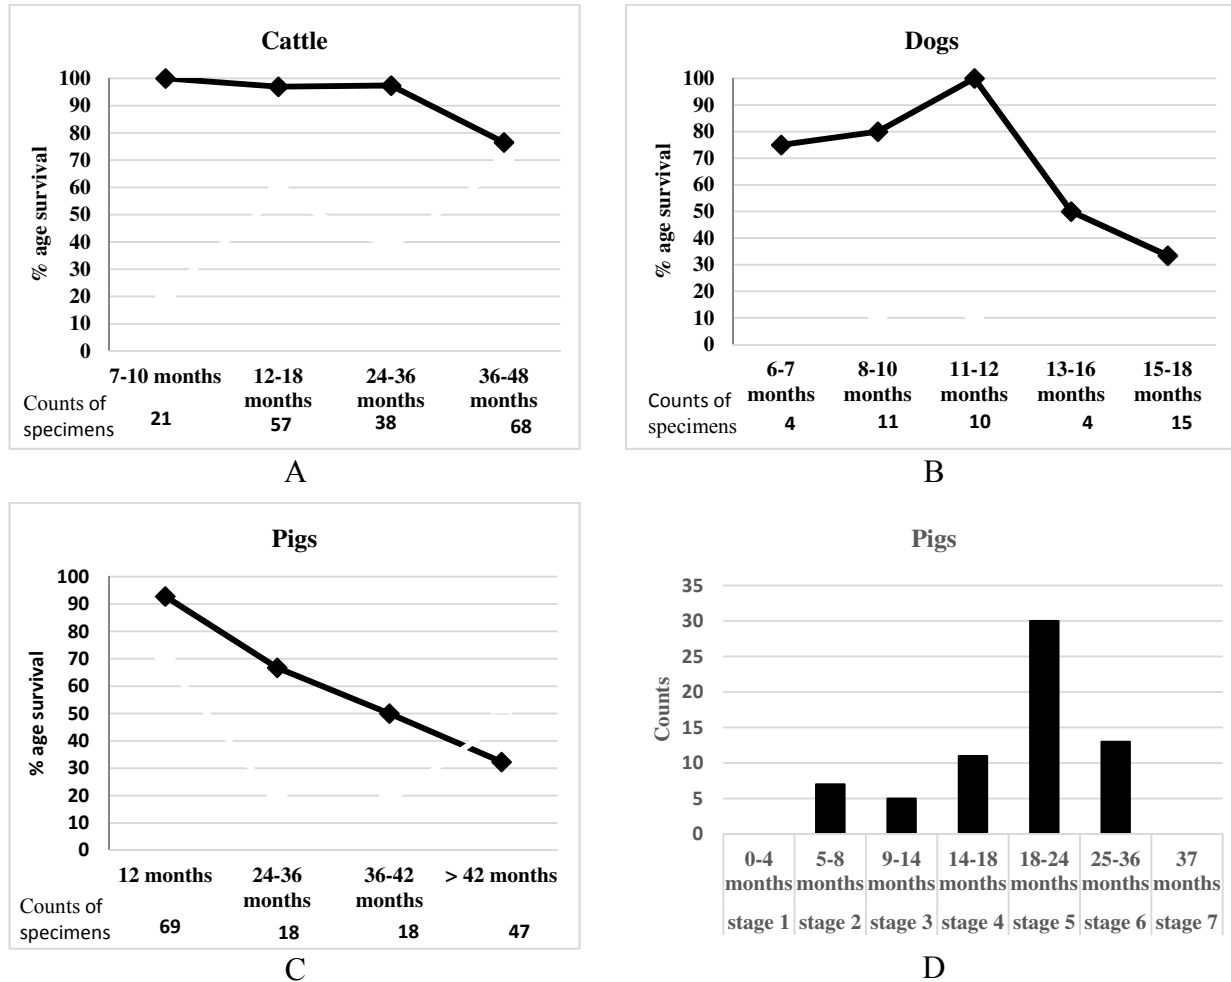 Cattle
% age survival
100
90
80
70
60
50
40
30
20
10
0
7-10 months
12-18 months
24-36 months
36-48 months
Counts of specimens
21
57
38
68
A
Dogs
% age survival
100
90
80
70
60
50
40
30
20
10
0
6-7 months
8-10 months
11-12 months
13-16 months
15-18 months
Counts of specimens
4
11
10
4
15
B
Pigs
% age survival
100
90
80
70
60
50
40
30
20
10
0
12 months
24-36 months
36-42 months
> 42 months
Counts of specimens
69
18
18
47
C
Pigs
Counts
35
30
25
20
15
10
5
0
0-4 months
5-8 months
9-14 months
14-18 months
18-24 months
25-36 months
37 months
stage 1
stage 2
stage 3
stage 4
stage 5
stage 6
stage 7
D